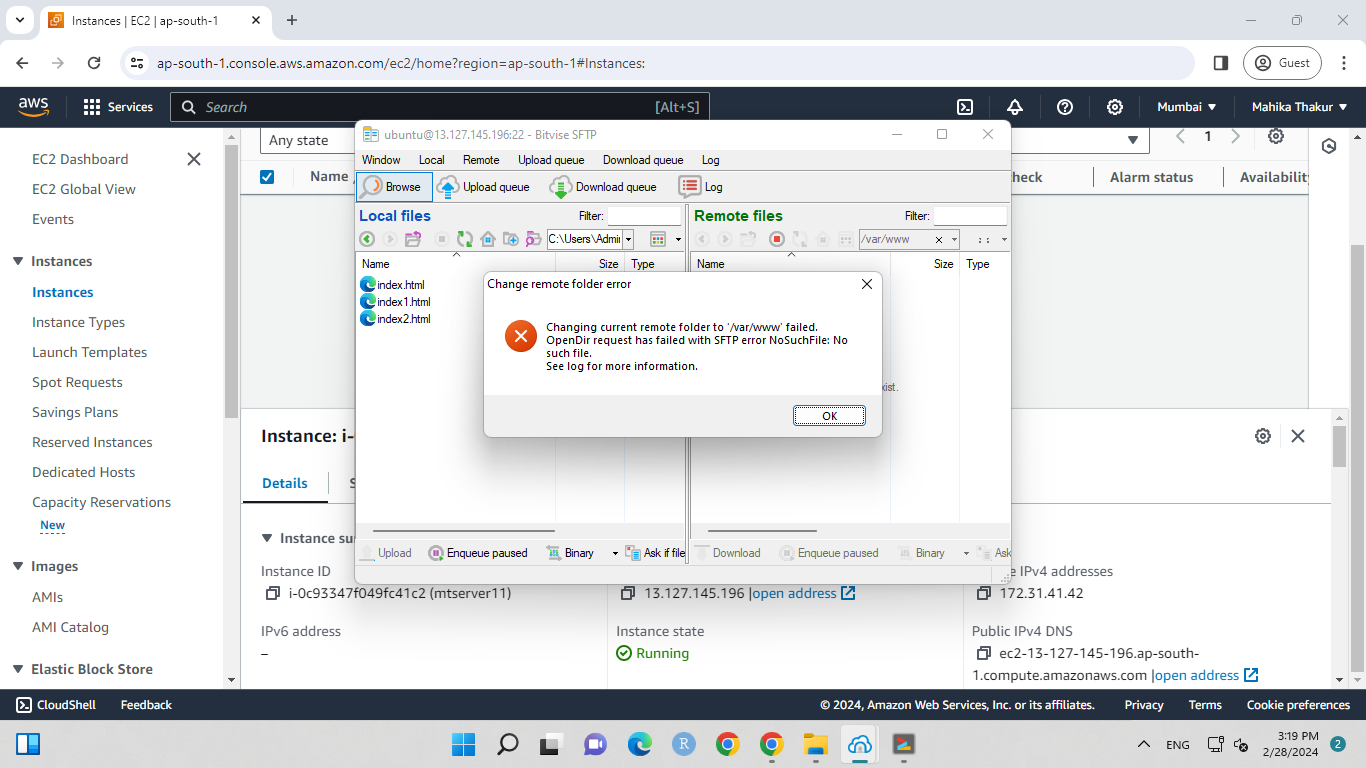 Instances | EC2 | ap-south-1
ap-south-1.console.aws.amazon.com/ec2/home?region=ap-south-1#Instances:
Guest
aws
Services
Search
[Alt+S]
Mumbai
Mahika Thakur
EC2 Dashboard
EC2 Global View
Events
Instances
Instances
Instance Types
Launch Templates
Spot Requests
Savings Plans
Reserved Instances
Dedicated Hosts
Capacity Reservations
New
Images
AMIs
AMI Catalog
Elastic Block Store
Any state
1
Name
heck
Alarm status
Availability
ubuntu@13.127.145.196:22 - Bitvise SFTP
Window Local Remote Upload queue Download queue Log
Browse Upload queue Download queue Log
Local files
Filter:
Remote files
Filter:
C:\Users\Admi
/var/www
Name Size Type
Name Size Type
index.html
index1.html
index2.html
Change remote folder error
Changing current remote folder to '/var/www' failed.
OpenDir request has failed with SFTP error NoSuchFile: No
such file.
See log for more information.
xist.
OK
Upload Enqueue paused Binary Ask if file
Download Enqueue paused Binary Ask
Instance: i-
Details
Instance su
Instance ID
i-0c93347f049fc41c2 (mtserver11)
13.127.145.196 |open address
e IPv4 addresses
172.31.41.42
IPv6 address
–
Instance state
Running
Public IPv4 DNS
ec2-13-127-145-196.ap-south-
1.compute.amazonaws.com |open address
CloudShell
Feedback
© 2024, Amazon Web Services, Inc. or its affiliates.
Privacy
Terms
Cookie preferences
R
ENG
3:19 PM
2/28/2024
2